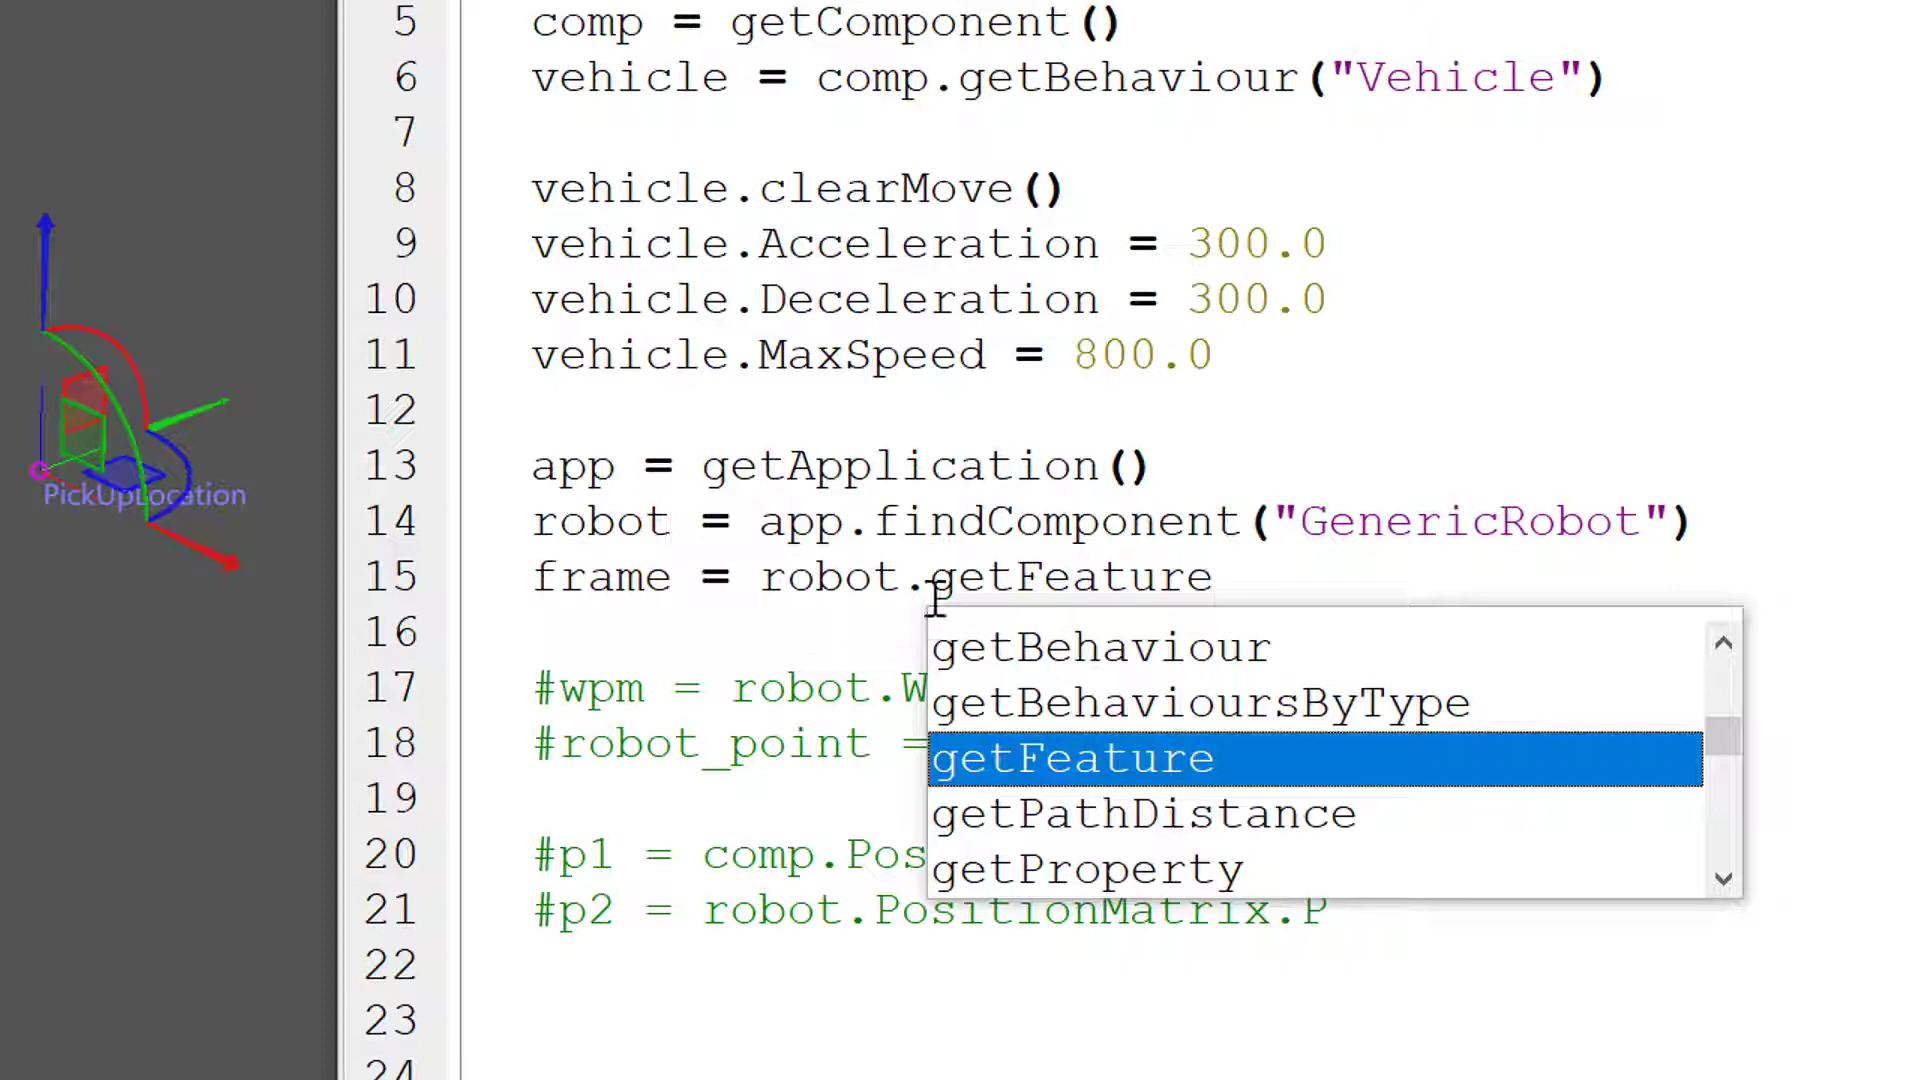 5 comp = getComponent()
6 vehicle = comp.getBehaviour("Vehicle")
7
8 vehicle.clearMove()
9 vehicle.Acceleration = 300.0
10 vehicle.Deceleration = 300.0
11 vehicle.MaxSpeed = 800.0
12
13 app = getApplication()
14 robot = app.findComponent("GenericRobot")
15 frame = robot.getFeature
16
getBehaviour
17 #wpm = robot.W
getBehavioursByType
18 #robot_point =
getFeature
19
getPathDistance
20 #p1 = comp.Pos
getProperty
21 #p2 = robot.PositionMatrix.P
22
23
24
PickUpLocation